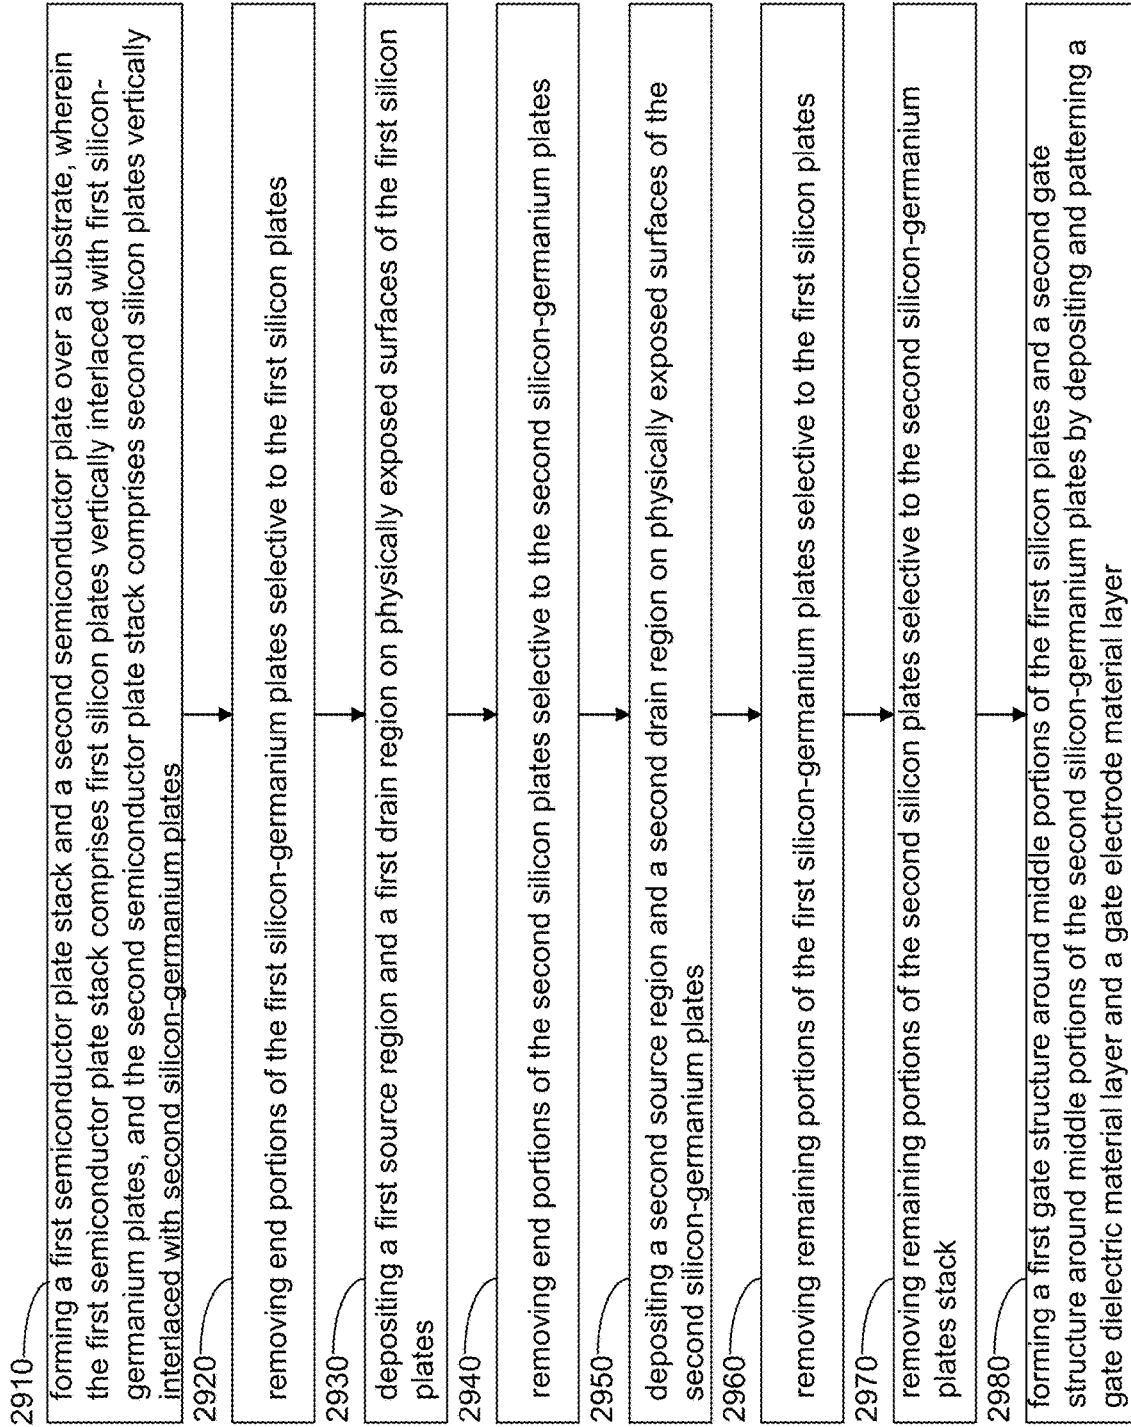 2910
forming a first semiconductor plate stack and a second semiconductor plate over a substrate, wherein
the first semiconductor plate stack comprises first silicon plates vertically interlaced with first silicon-
germanium plates, and the second semiconductor plate stack comprises second silicon plates vertically
interlaced with second silicon-germanium plates
2920
removing end portions of the first silicon-germanium plates selective to the first silicon plates
2930
depositing a first source region and a first drain region on physically exposed surfaces of the first silicon
plates
2940
removing end portions of the second silicon plates selective to the second silicon-germanium plates
2950
depositing a second source region and a second drain region on physically exposed surfaces of the
second silicon-germanium plates
2960
removing remaining portions of the first silicon-germanium plates selective to the first silicon plates
2970
removing remaining portions of the second silicon plates selective to the second silicon-germanium
plates stack
2980
forming a first gate structure around middle portions of the first silicon plates and a second gate
structure around middle portions of the second silicon-germanium plates by depositing and patterning a
gate dielectric material layer and a gate electrode material layer